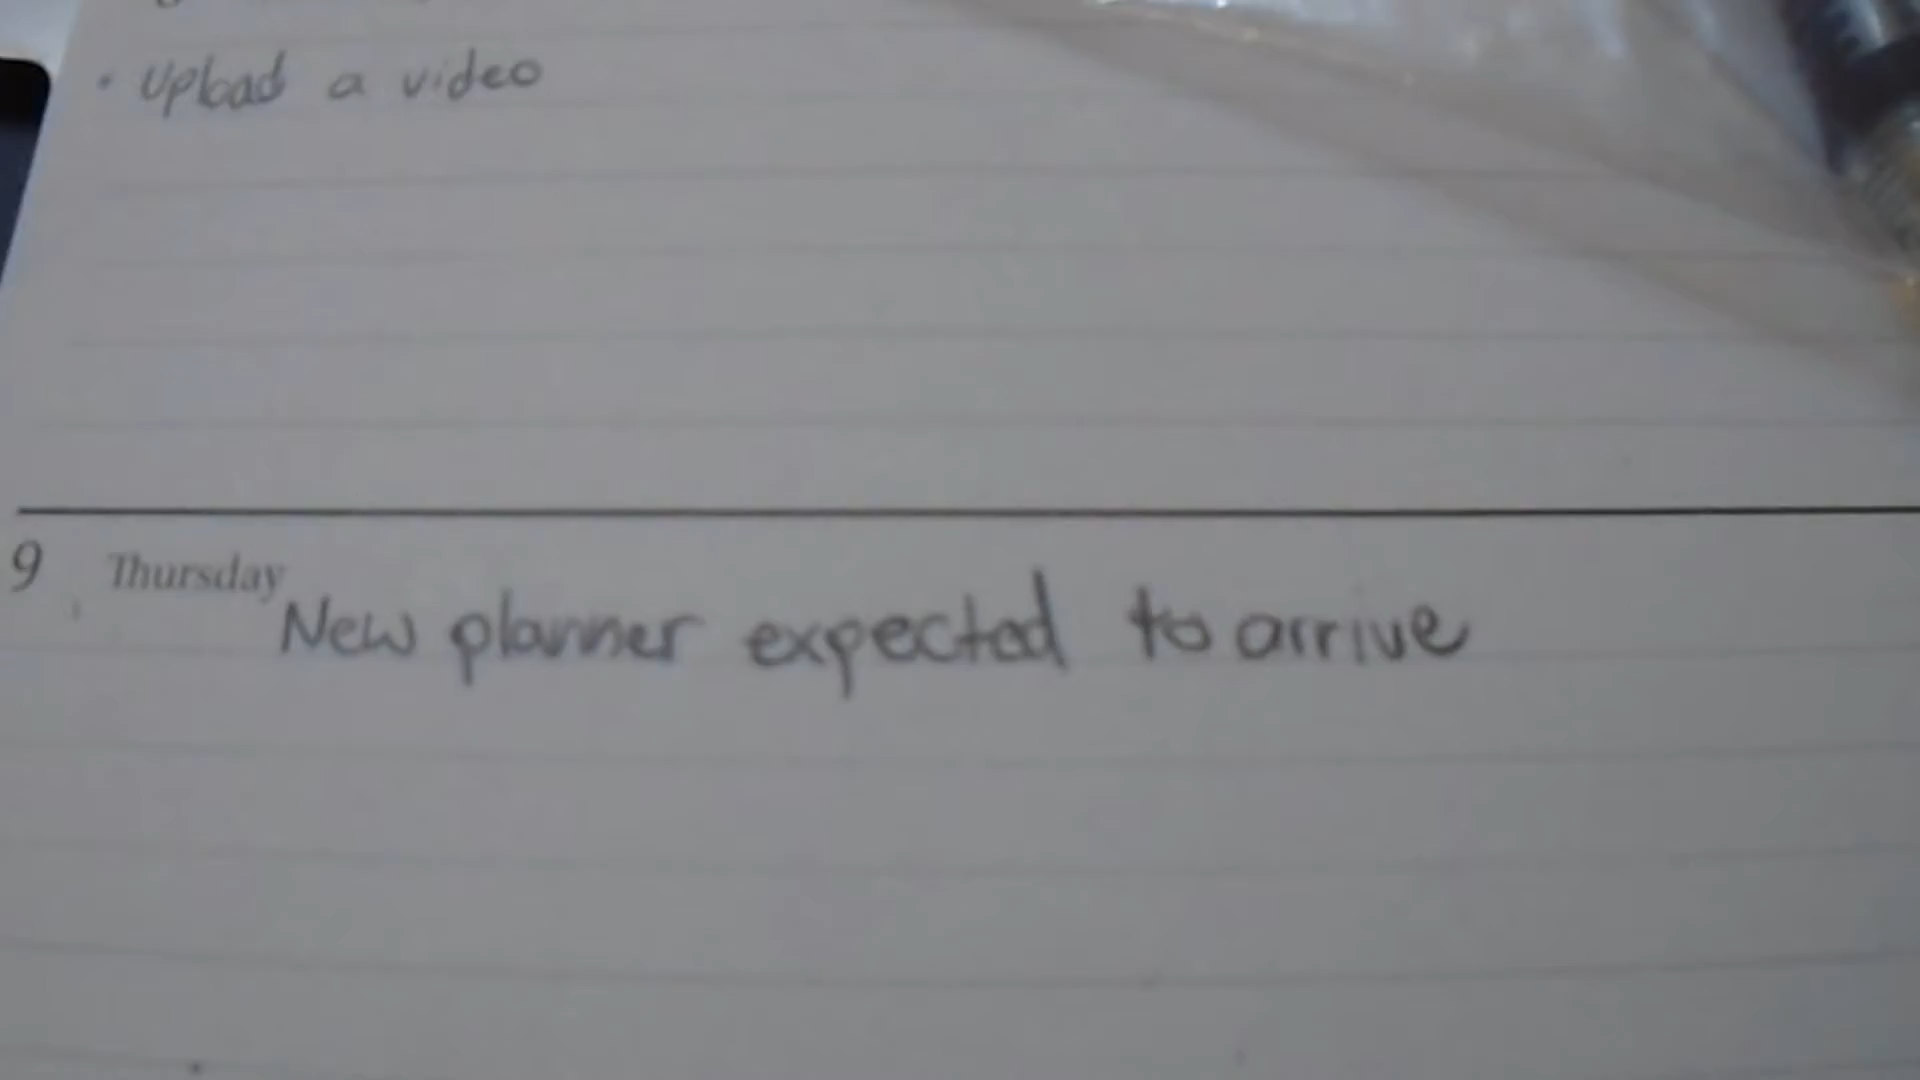 • Upload a video
9 Thursday
New planner expected to arrive